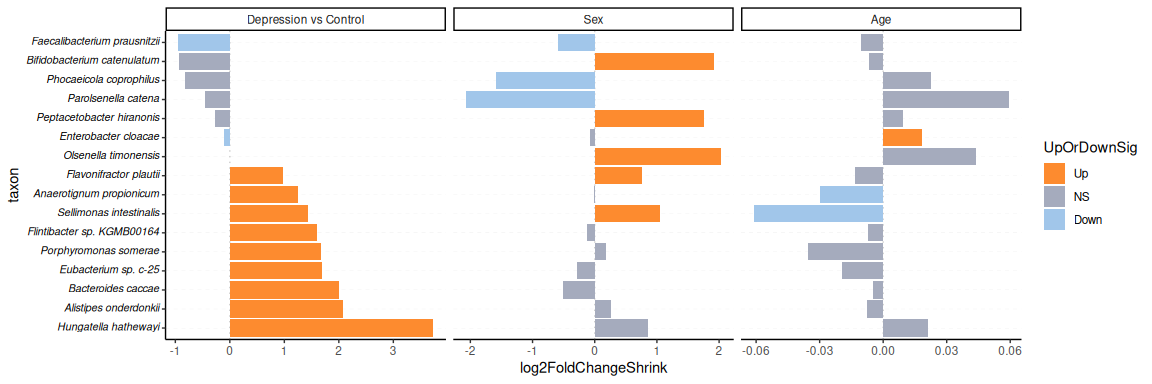 Depression vs Control
Sex
Age
taxon
Faecalibacterium prausnitzii
Bifidobacterium catenulatum
Phocaeicola coprophilus
Parolsenella catena
Peptacetobacter hiranonis
Enterobacter cloacae
Olsenella timonensis
Flavonifractor plautii
Anaerotignum propionicum
Sellimonas intestinalis
Flintibacter sp. KGMB00164
Porphyromonas somerae
Eubacterium sp. c-25
Bacteroides caccae
Alistipes onderdonkii
Hungatella hathewayi
-1 0 1 2 3
-2 -1 0 1 2
-0.06 -0.03 0.00 0.03 0.06
log2FoldChangeShrink
UpOrDownSig
Up
NS
Down